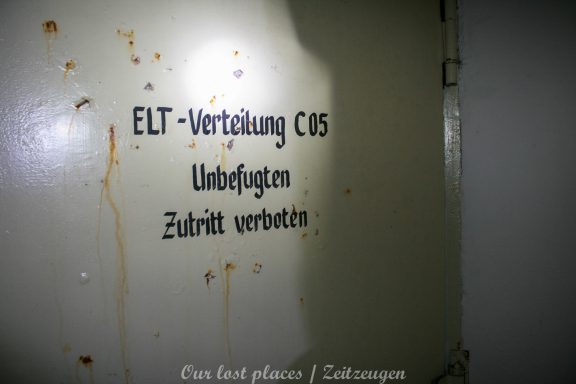 ELT-Verteilung C05
Unbefugten
Zutritt verboten
Our lost places | Zeitzeugen